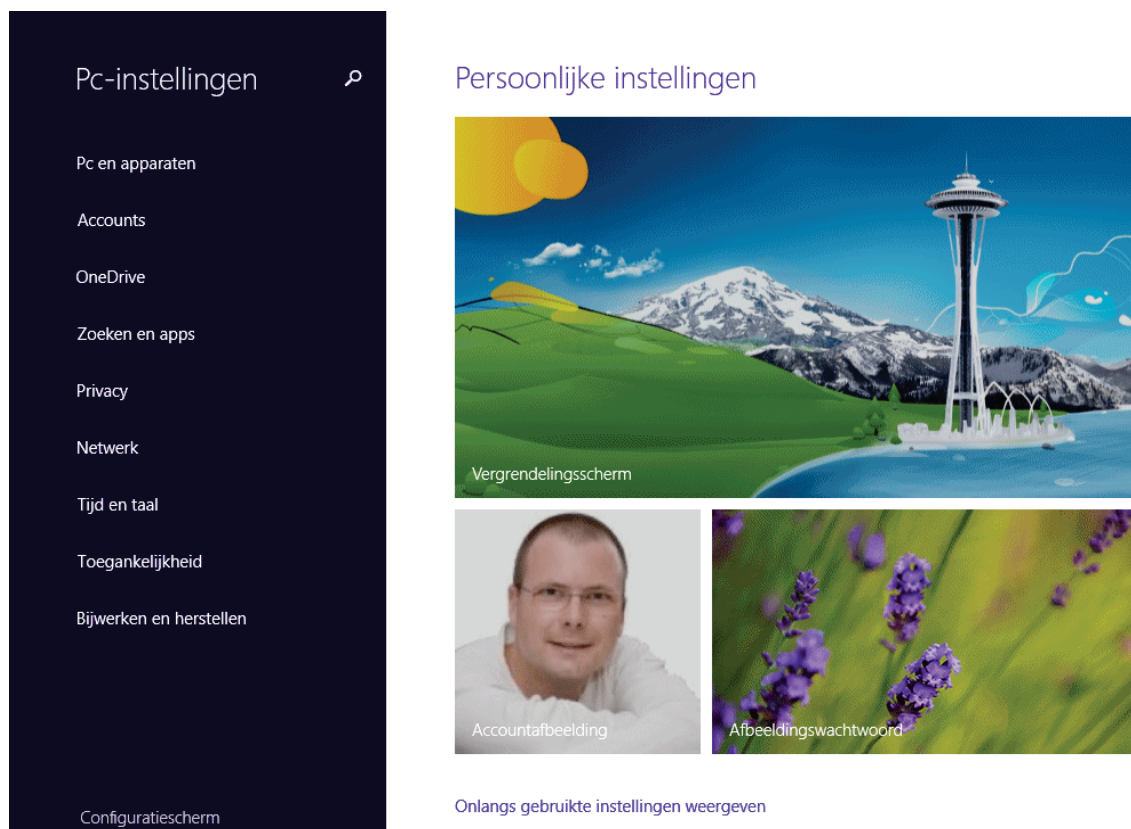 Pc-instellingen
Pc en apparaten
Accounts
OneDrive
Zoeken en apps
Privacy
Netwerk
Tijd en taal
Toegankelijkheid
Bijwerken en herstellen
Configuratiescherm
Persoonlijke instellingen
Vergrendelingsscherm
Accountafbeelding
Afbeeldingswachtwoord
Onlangs gebruikte instellingen weergeven